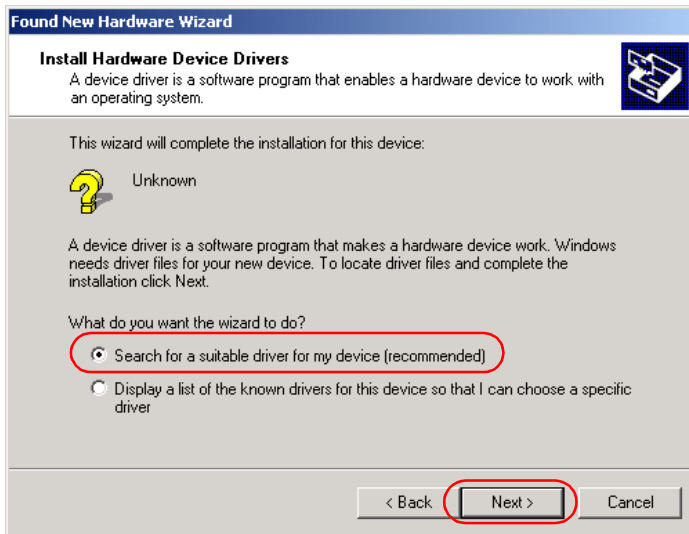 Found New Hardware Wizard
Install Hardware Device Drivers
A device driver is a software program that enables a hardware device to work with
an operating system.
This wizard will complete the installation for this device:
Unknown
A device driver is a software program that makes a hardware device work. Windows
needs driver files for your new device. To locate driver files and complete the
installation click Next.
What do you want the wizard to do?
Search for a suitable driver for my device (recommended)
Display a list of the known drivers for this device so that I can choose a specific
driver
< Back
Next >
Cancel